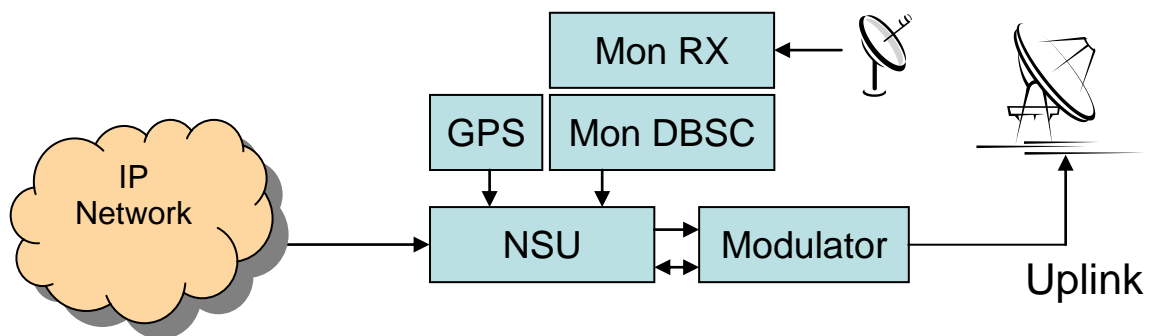 Mon RX
GPS
Mon DBSC
IP
Network
NSU
Modulator
Uplink